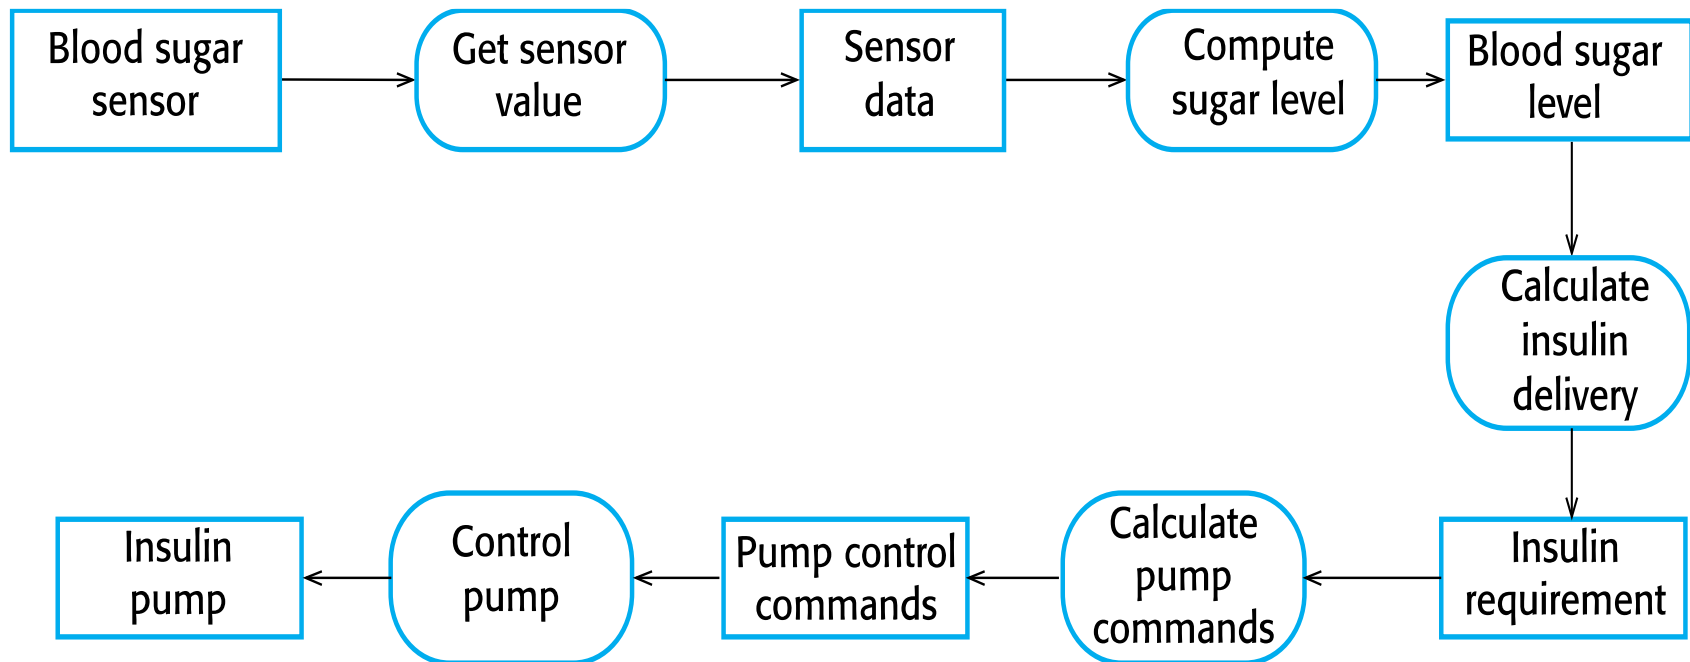 Blood sugar
sensor
Get sensor
value
Sensor
data
Compute
sugar level
Blood sugar
level
Calculate
insulin
delivery
Insulin
requirement
Calculate
pump
commands
Pump control
commands
Control
pump
Insulin
pump